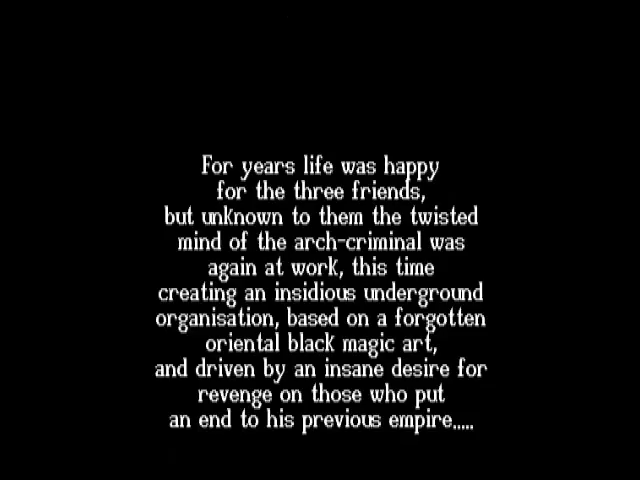 For years life was happy
for the three friends,
but unknown to them the twisted
mind of the arch-criminal was
again at work, this time
creating an insidious underground
organisation, based on a forgotten
oriental black magic art,
and driven by an insane desire for
revenge on those who put
an end to his previous empire.....